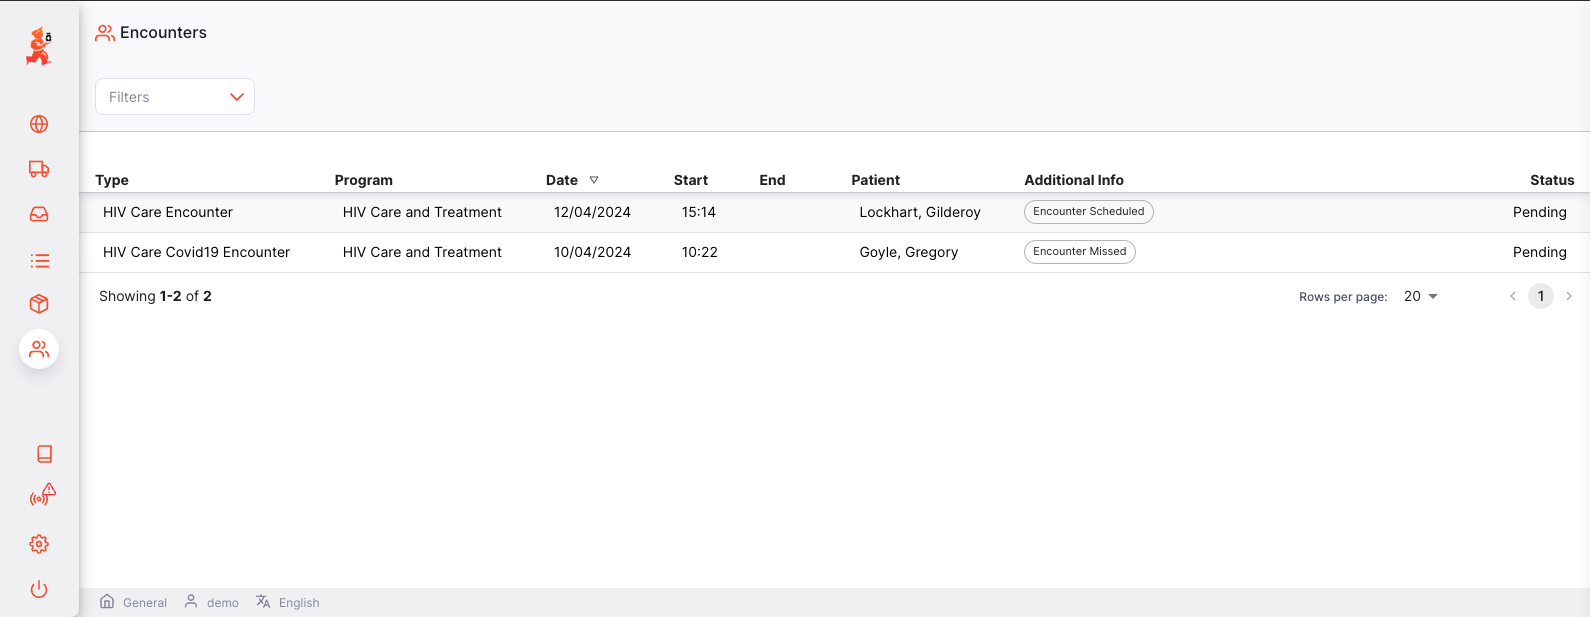 Encounters
Filters
Type Program Date Start End Patient Additional Info Status
HIV Care Encounter HIV Care and Treatment 12/04/2024 15:14 Lockhart, Gilderoy Encounter Scheduled Pending
HIV Care Covid19 Encounter HIV Care and Treatment 10/04/2024 10:22 Goyle, Gregory Encounter Missed Pending
Showing 1-2 of 2 Rows per page: 20 1
General demo English